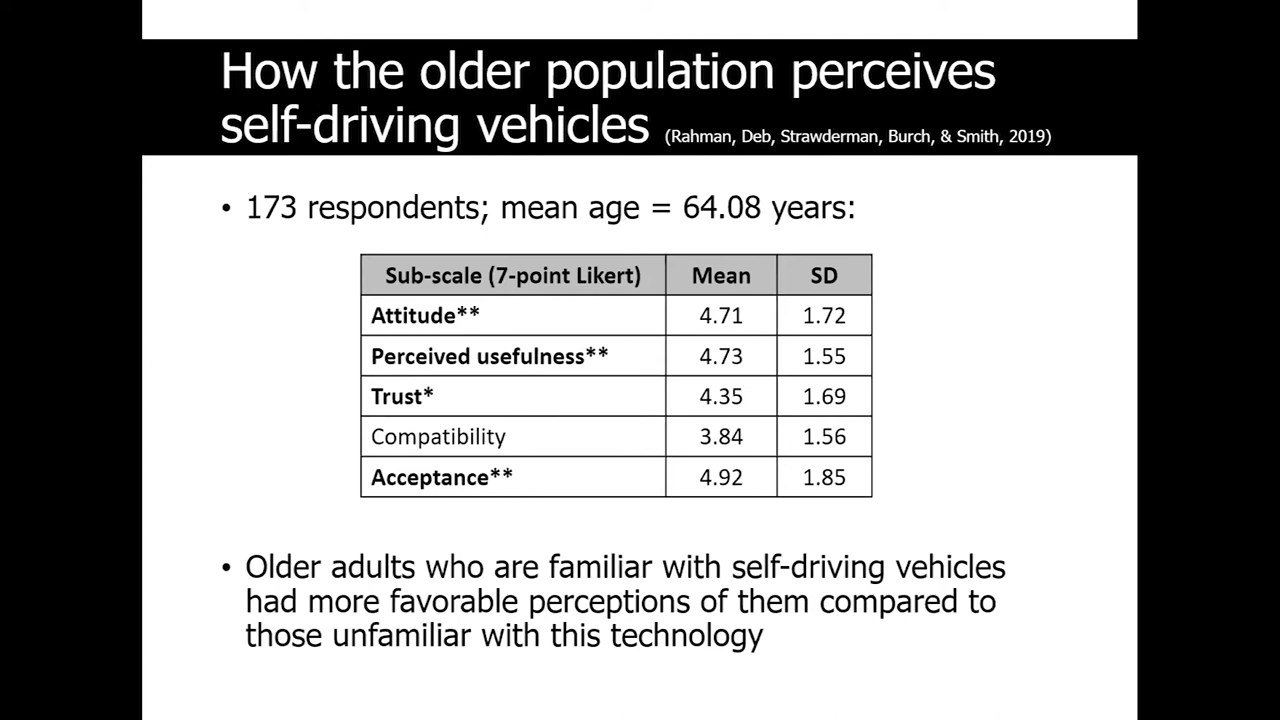 How the older population perceives
self-driving vehicles (Rahman, Deb, Strawderman, Burch, & Smith, 2019)
• 173 respondents; mean age = 64.08 years:
Sub-scale (7-point Likert) Mean SD
Attitude** 4.71 1.72
Perceived usefulness** 4.73 1.55
Trust* 4.35 1.69
Compatibility 3.84 1.56
Acceptance** 4.92 1.85
• Older adults who are familiar with self-driving vehicles
had more favorable perceptions of them compared to
those unfamiliar with this technology